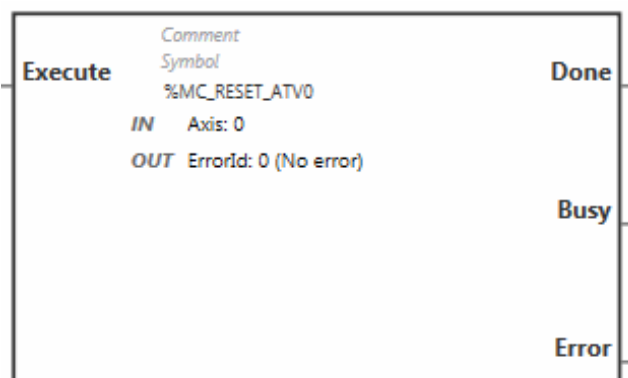 Comment
Execute Symbol Done
%MC_RESET_ATV0
IN Axis: 0
OUT ErrorId: 0 (No error)
Busy
Error